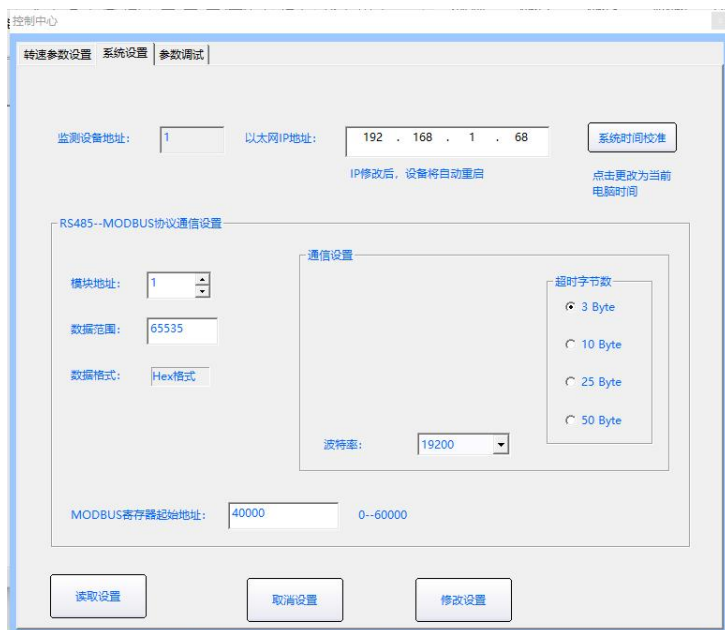 控制中心
转速参数设置 系统设置 参数调试
监测设备地址: 1 以太网IP地址: 192 . 168 . 1 . 68 系统时间校准
IP修改后，设备将自动重启 点击更改为当前
电脑时间
RS485--MODBUS协议通信设置
通信设置
模块地址: 1 超时字节数
3 Byte
数据范围: 65535
10 Byte
数据格式: Hex格式
25 Byte
50 Byte
波特率: 19200
MODBUS寄存器起始地址: 40000 0--60000
读取设置 取消设置 修改设置